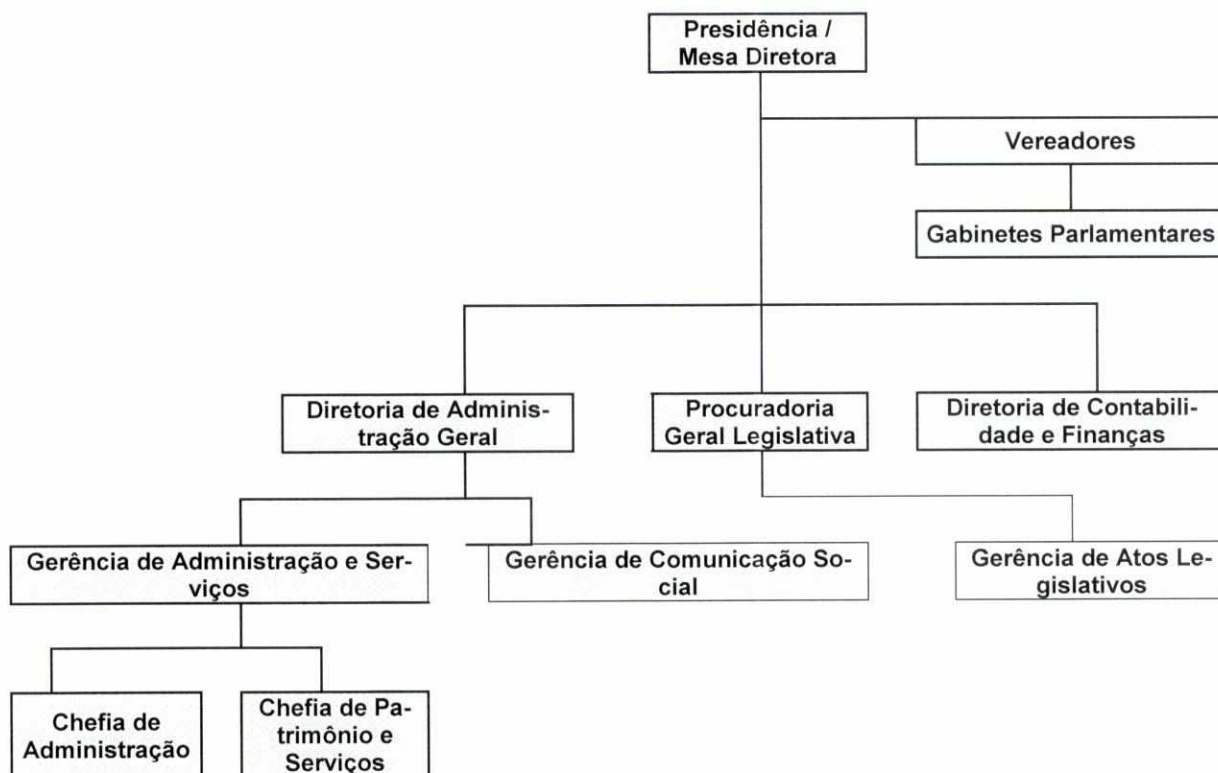 Presidência /
Mesa Diretora
Vereadores
Gabinetes Parlamentares
Diretoria de Adminis-
tração Geral
Procuradoria
Geral Legislativa
Diretoria de Contabili-
dade e Finanças
Gerência de Administração e Ser-
viços
Gerência de Comunicação So-
cial
Gerência de Atos Le-
gislativos
Chefia de
Administração
Chefia de Pa-
trimônio e
Serviços